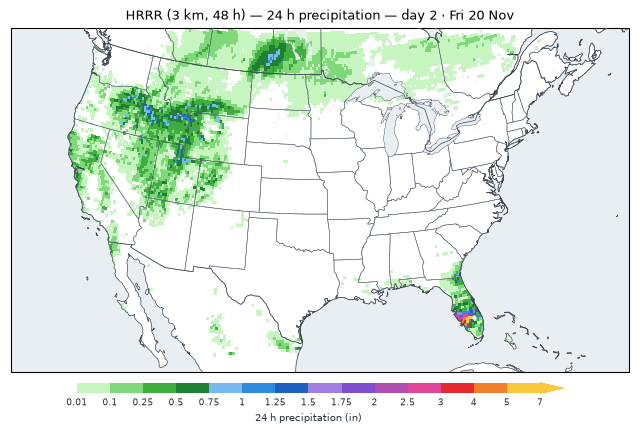 HRRR (3 km, 48 h) — 24 h precipitation — day 2 · Fri 20 Nov
0.01 0.1 0.25 0.5 0.75 1 1.25 1.5 1.75 2 2.5 3 4 5 7
24 h precipitation (in)